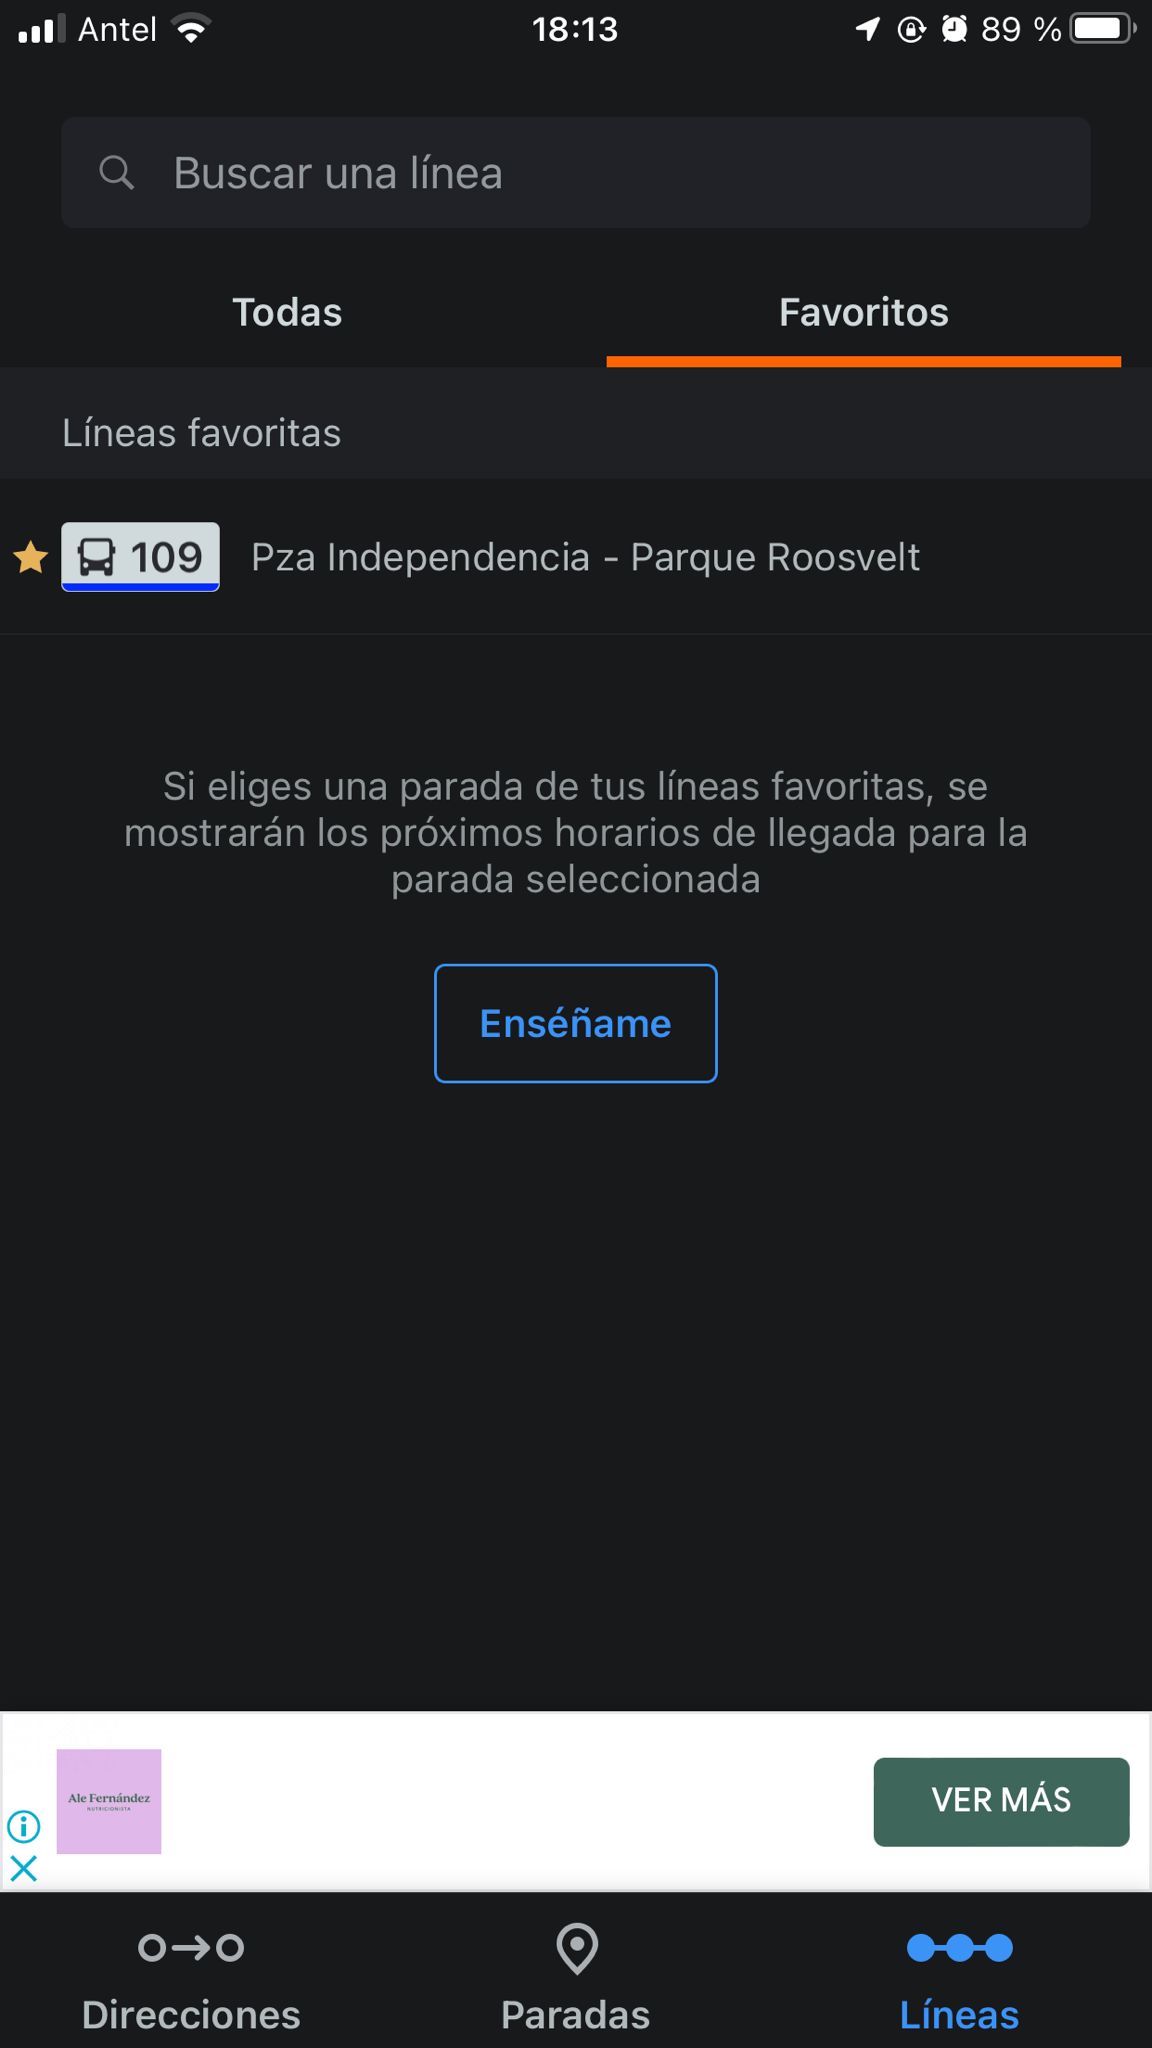 Antel
18:13
89 %
Buscar una línea
Todas
Favoritos
Líneas favoritas
109
Pza Independencia - Parque Roosvelt
Si eliges una parada de tus líneas favoritas, se
mostrarán los próximos horarios de llegada para la
parada seleccionada
Enséñame
Ale Fernández
NUTRICIONISTA
VER MÁS
Direcciones
Paradas
Líneas